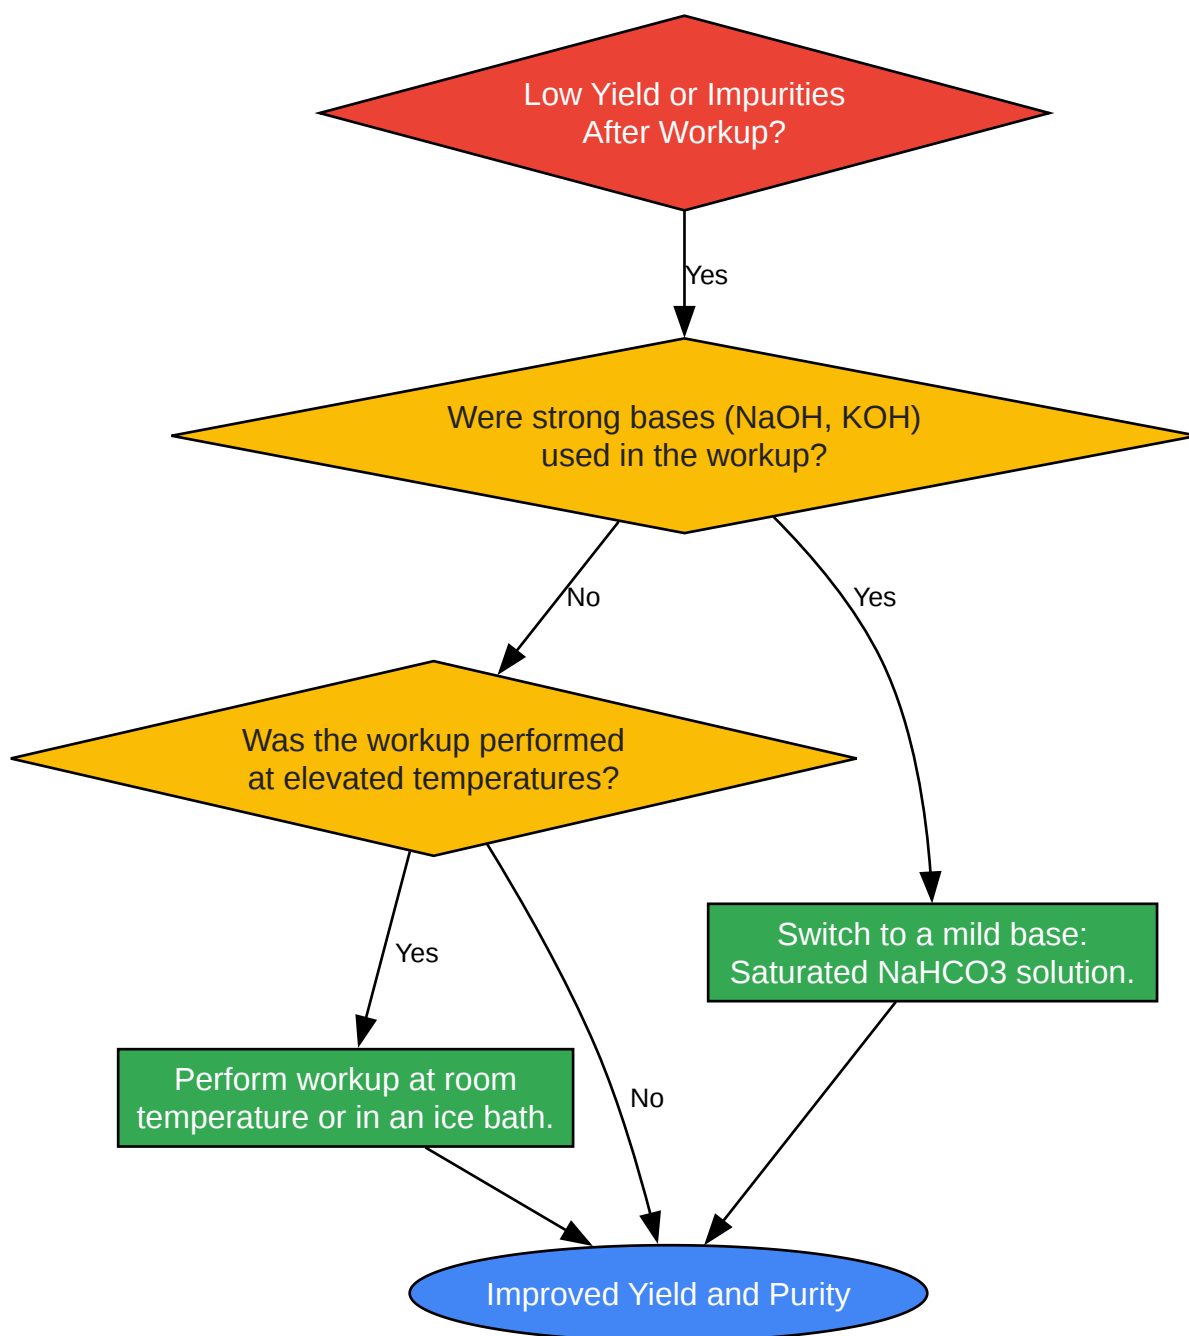 Low Yield or Impurities
After Workup?
Yes
Were strong bases (NaOH, KOH)
used in the workup?
No
Yes
Was the workup performed
at elevated temperatures?
Switch to a mild base:
Saturated NaHCO3 solution.
Yes
Perform workup at room
temperature or in an ice bath.
No
Improved Yield and Purity